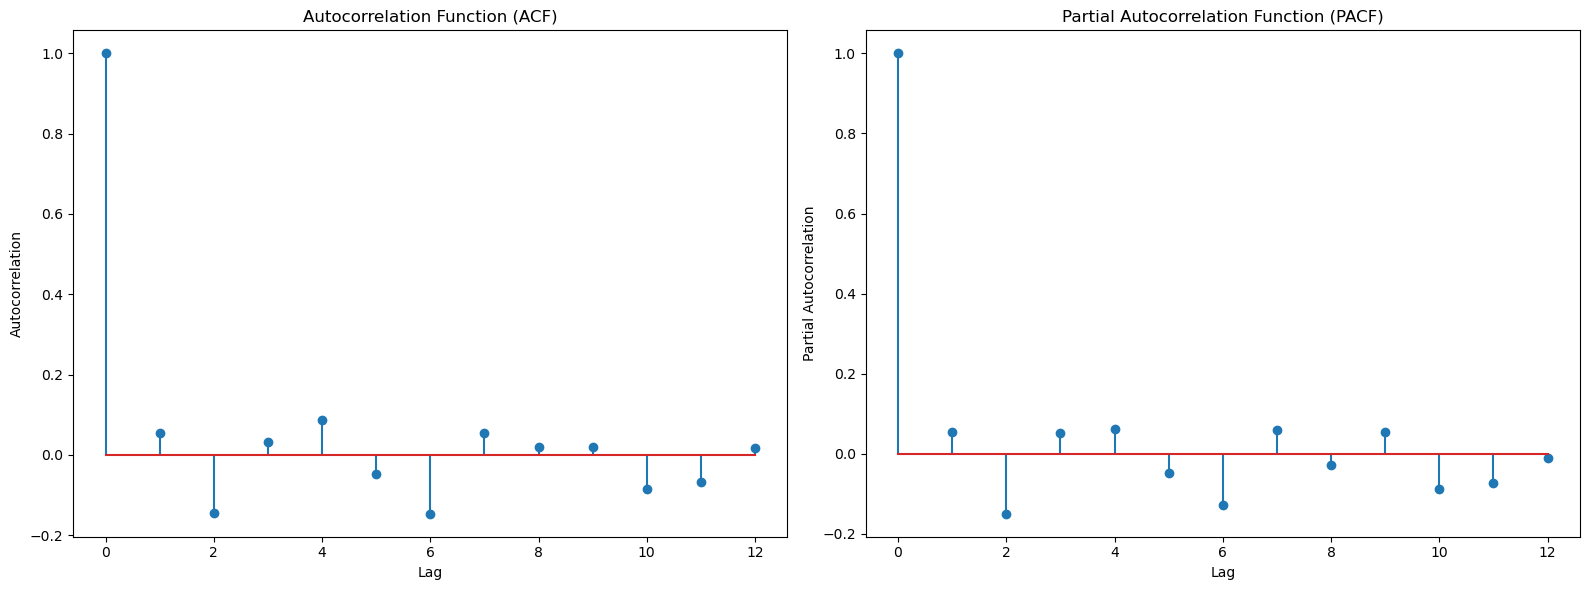 Autocorrelation Function (ACF)
Autocorrelation
1.0
0.8
0.6
0.4
0.2
0.0
−0.2
0 2 4 6 8 10 12
Lag
Partial Autocorrelation Function (PACF)
Partial Autocorrelation
1.0
0.8
0.6
0.4
0.2
0.0
−0.2
0 2 4 6 8 10 12
Lag